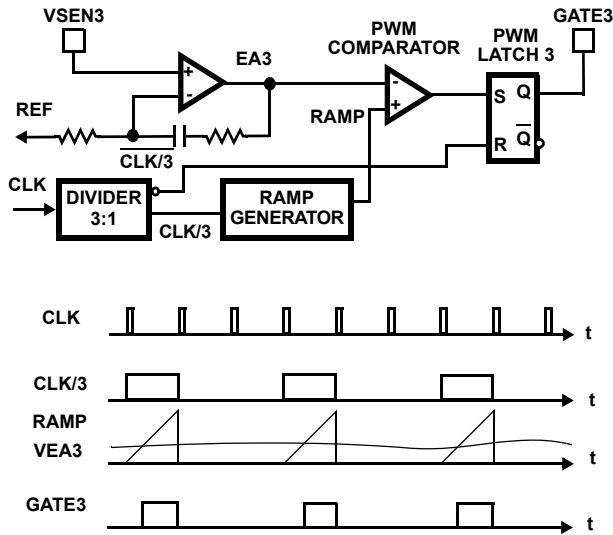 VSEN3
GATE3
PWM
COMPARATOR
PWM
LATCH 3
EA3
+
-
-
+
S Q
R Q
REF
RAMP
CLK/3
CLK
DIVIDER
3:1
RAMP
GENERATOR
CLK/3
CLK
t
CLK/3
t
RAMP
VEA3
t
GATE3
t